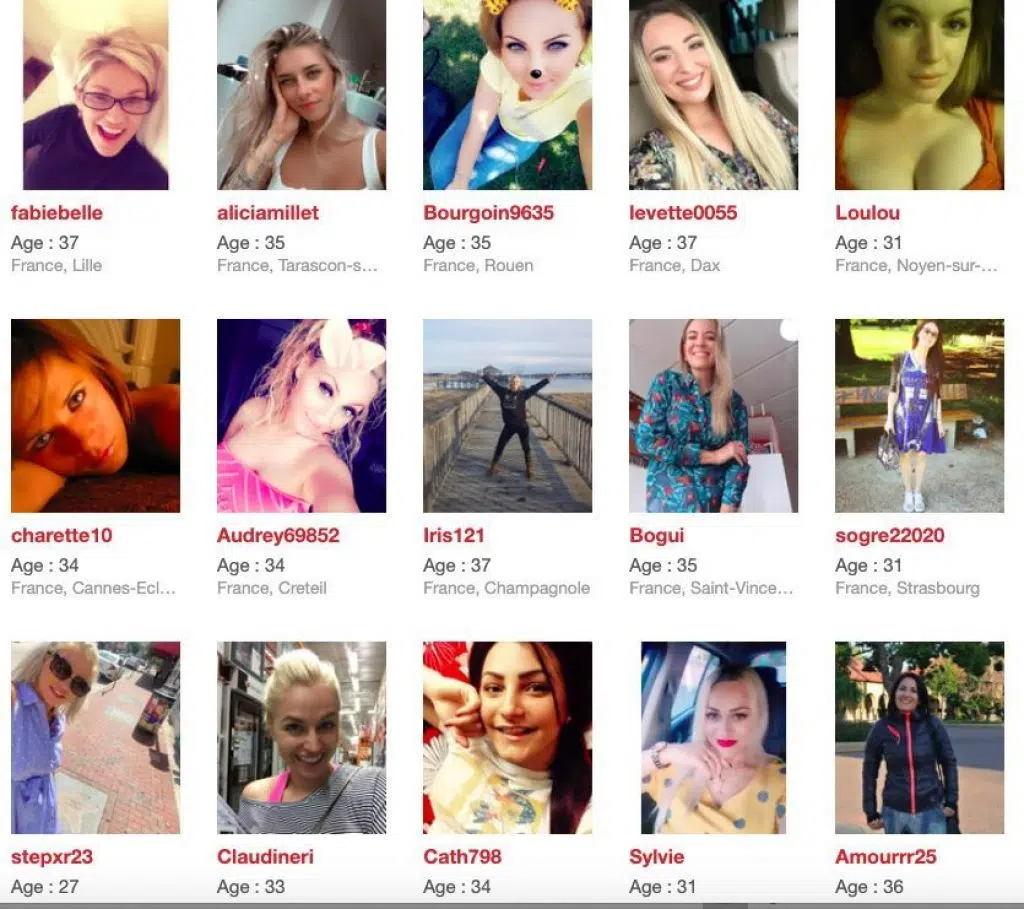 fabiebelle
Age : 37
France, Lille
aliciamillet
Age : 35
France, Tarascon-s...
Bourgoin9635
Age : 35
France, Rouen
levette0055
Age : 37
France, Dax
Loulou
Age : 31
France, Noyen-sur-...
charette10
Age : 34
France, Cannes-Ecl...
Audrey69852
Age : 34
France, Creteil
Iris121
Age : 37
France, Champagnole
Bogui
Age : 35
France, Saint-Vince...
sogre22020
Age : 31
France, Strasbourg
stepxr23
Age : 27
Claudineri
Age : 33
Cath798
Age : 34
Sylvie
Age : 31
Amourrr25
Age : 36